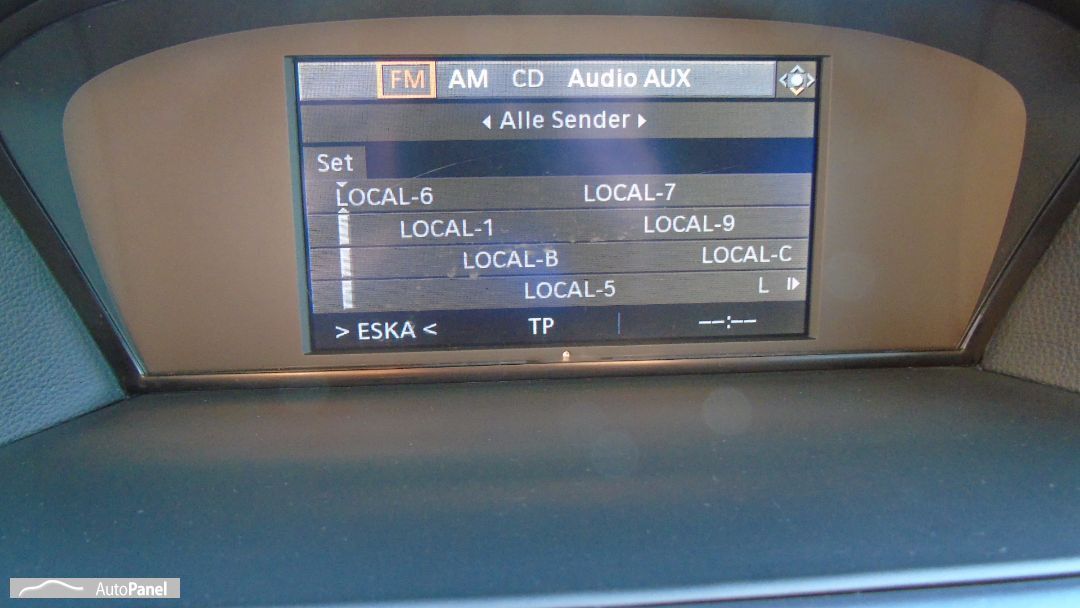 FM AM CD Audio AUX
Alle Sender
Set
LOCAL-6 LOCAL-7
LOCAL-1 LOCAL-9
LOCAL-B LOCAL-C
LOCAL-5 L
> ESKA < TP --:--
AutoPanel